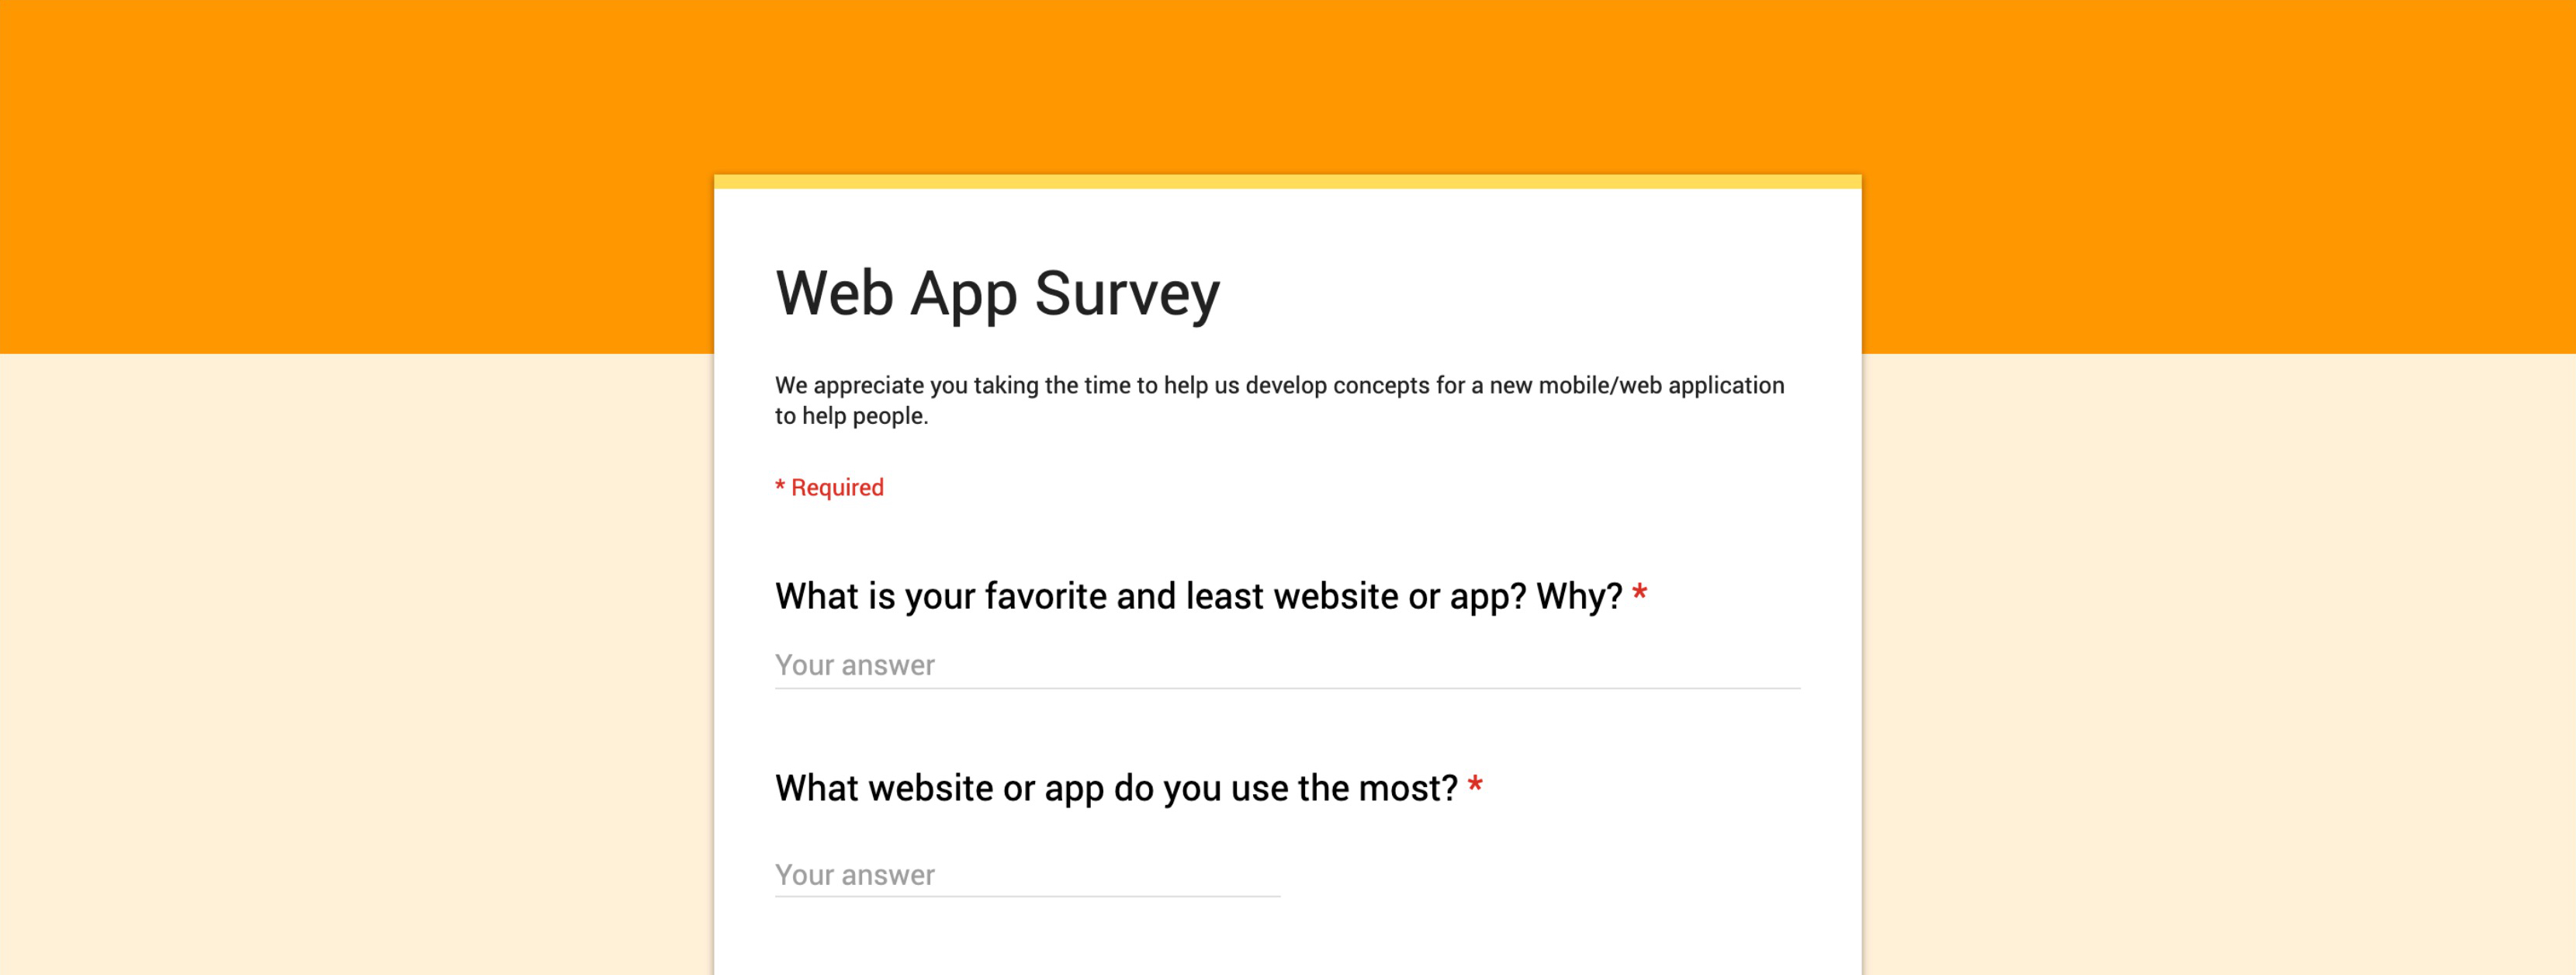 Web App Survey
We appreciate you taking the time to help us develop concepts for a new mobile/web application
to help people.
* Required
What is your favorite and least website or app? Why? *
Your answer
What website or app do you use the most? *
Your answer